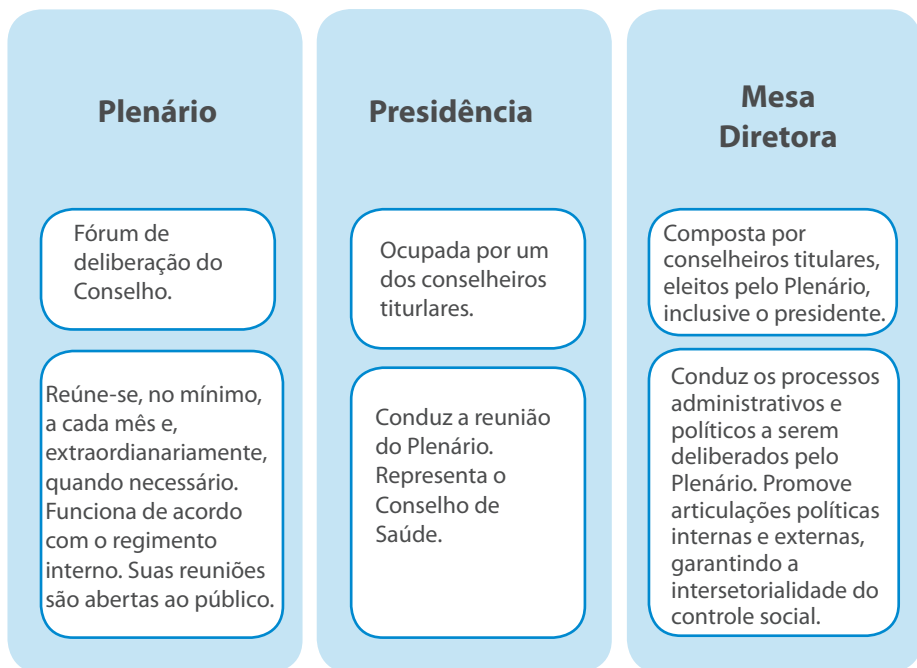 Plenário
Fórum de
deliberação do
Conselho.
Reúne-se, no mínimo,
a cada mês e,
extraordianariamente,
quando necessário.
Funciona de acordo
com o regimento
interno. Suas reuniões
são abertas ao público.
Presidência
Ocupada por um
dos conselheiros
titurlares.
Conduz a reunião
do Plenário.
Representa o
Conselho de
Saúde.
Mesa
Diretora
Composta por
conselheiros titulares,
eleitos pelo Plenário,
inclusive o presidente.
Conduz os processos
administrativos e
políticos a serem
deliberados pelo
Plenário. Promove
articulações políticas
internas e externas,
garantindo a
intersetorialidade do
controle social.